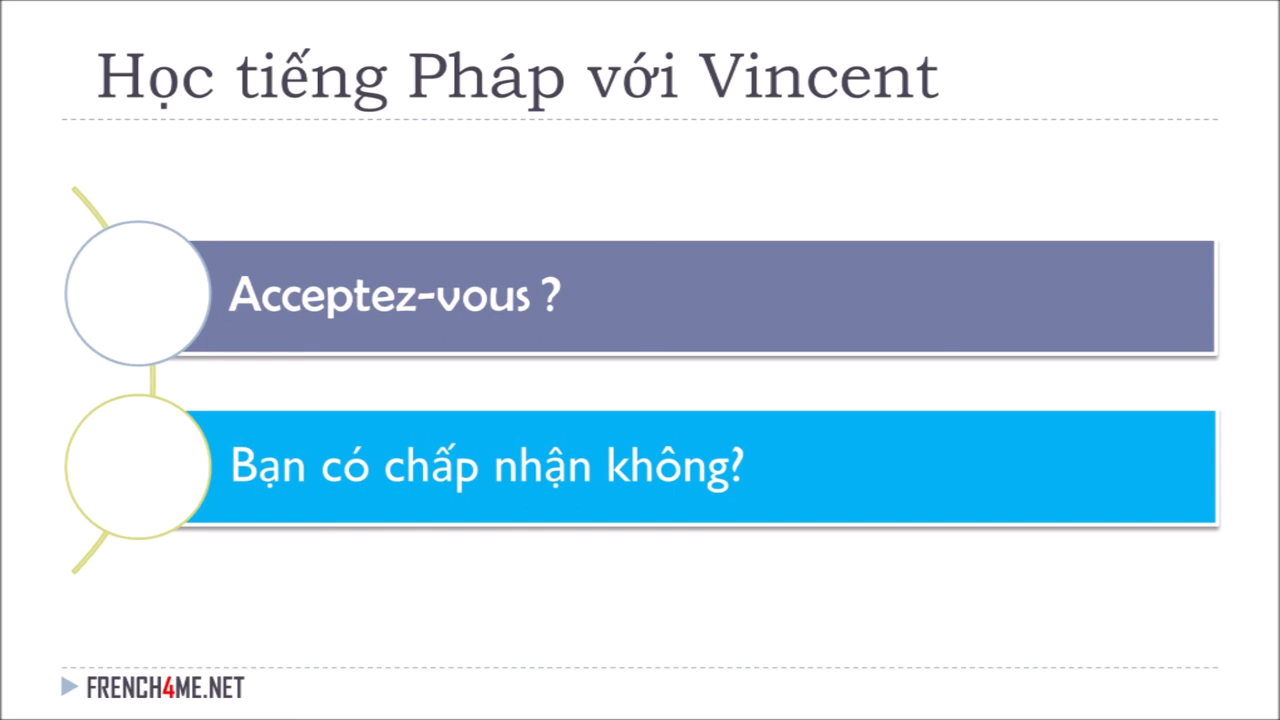 Học tiếng Pháp với Vincent
Acceptez-vous ?
Bạn có chấp nhận không?
FRENCH4ME.NET